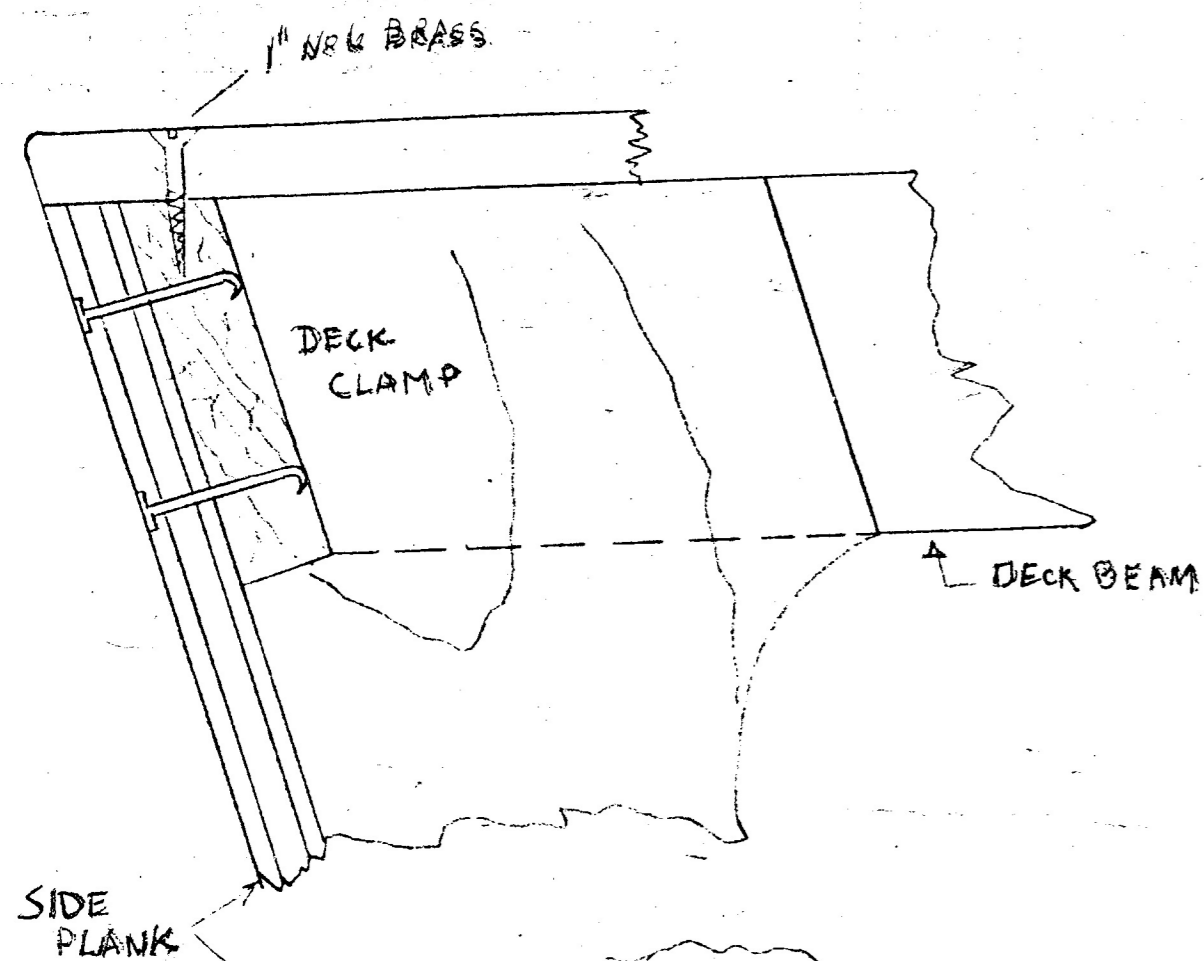 1" No 6 BRASS
DECK
CLAMP
DECK BEAM
SIDE
PLANK